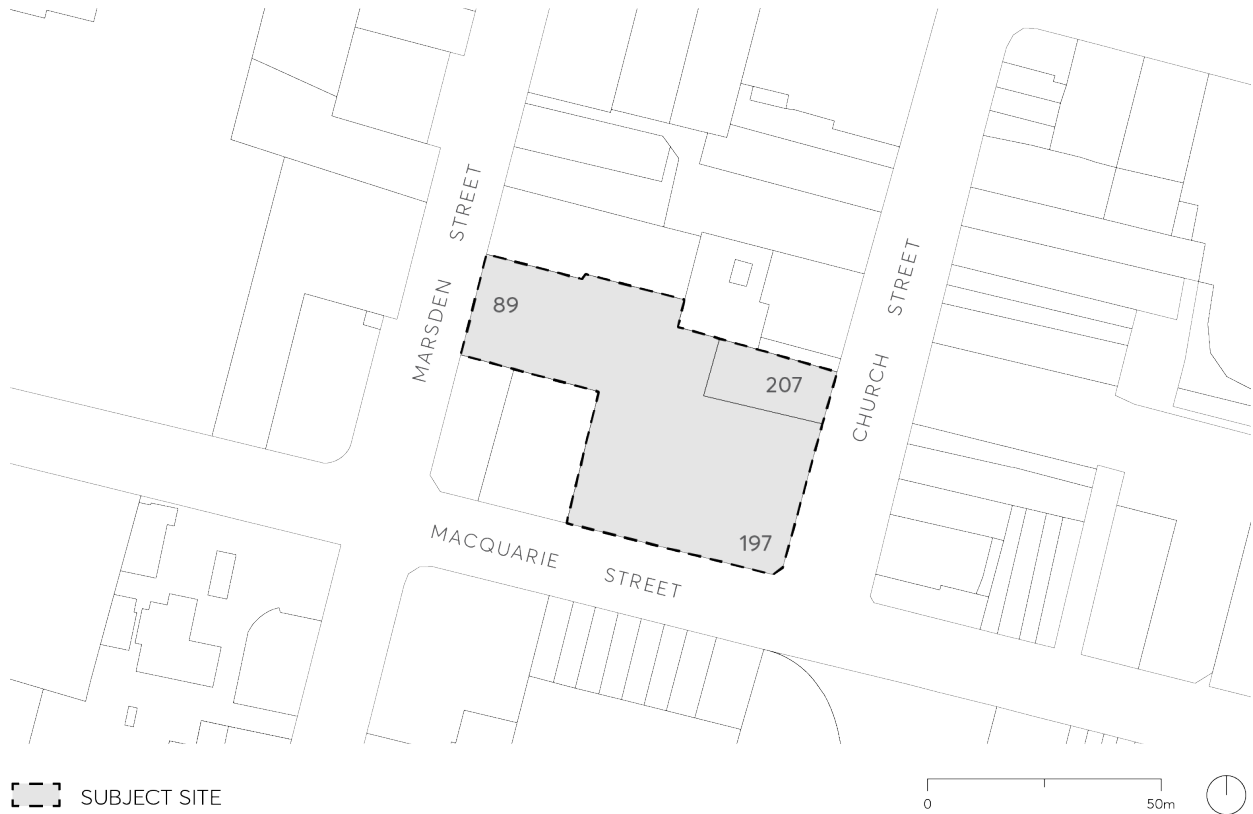 MARSDEN STREET
89
CHURCH STREET
207
197
MACQUARIE STREET
SUBJECT SITE
0 50m